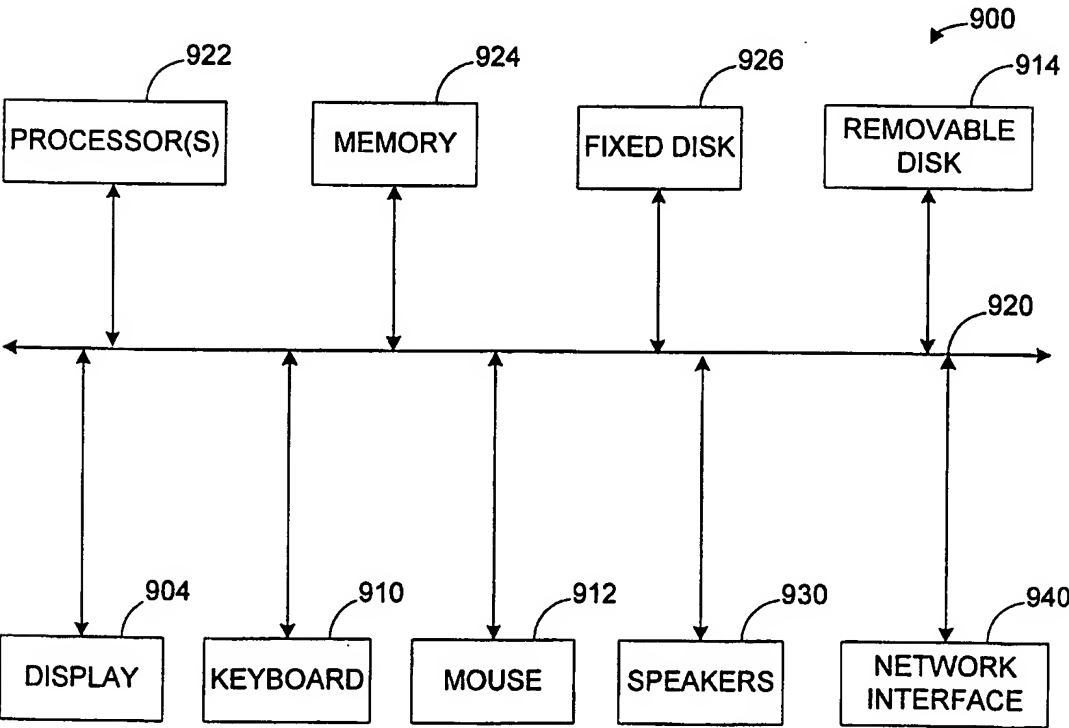 900
922
924
926
914
PROCESSOR(S)
MEMORY
FIXED DISK
REMOVABLE
DISK
920
904
910
912
930
940
DISPLAY
KEYBOARD
MOUSE
SPEAKERS
NETWORK
INTERFACE